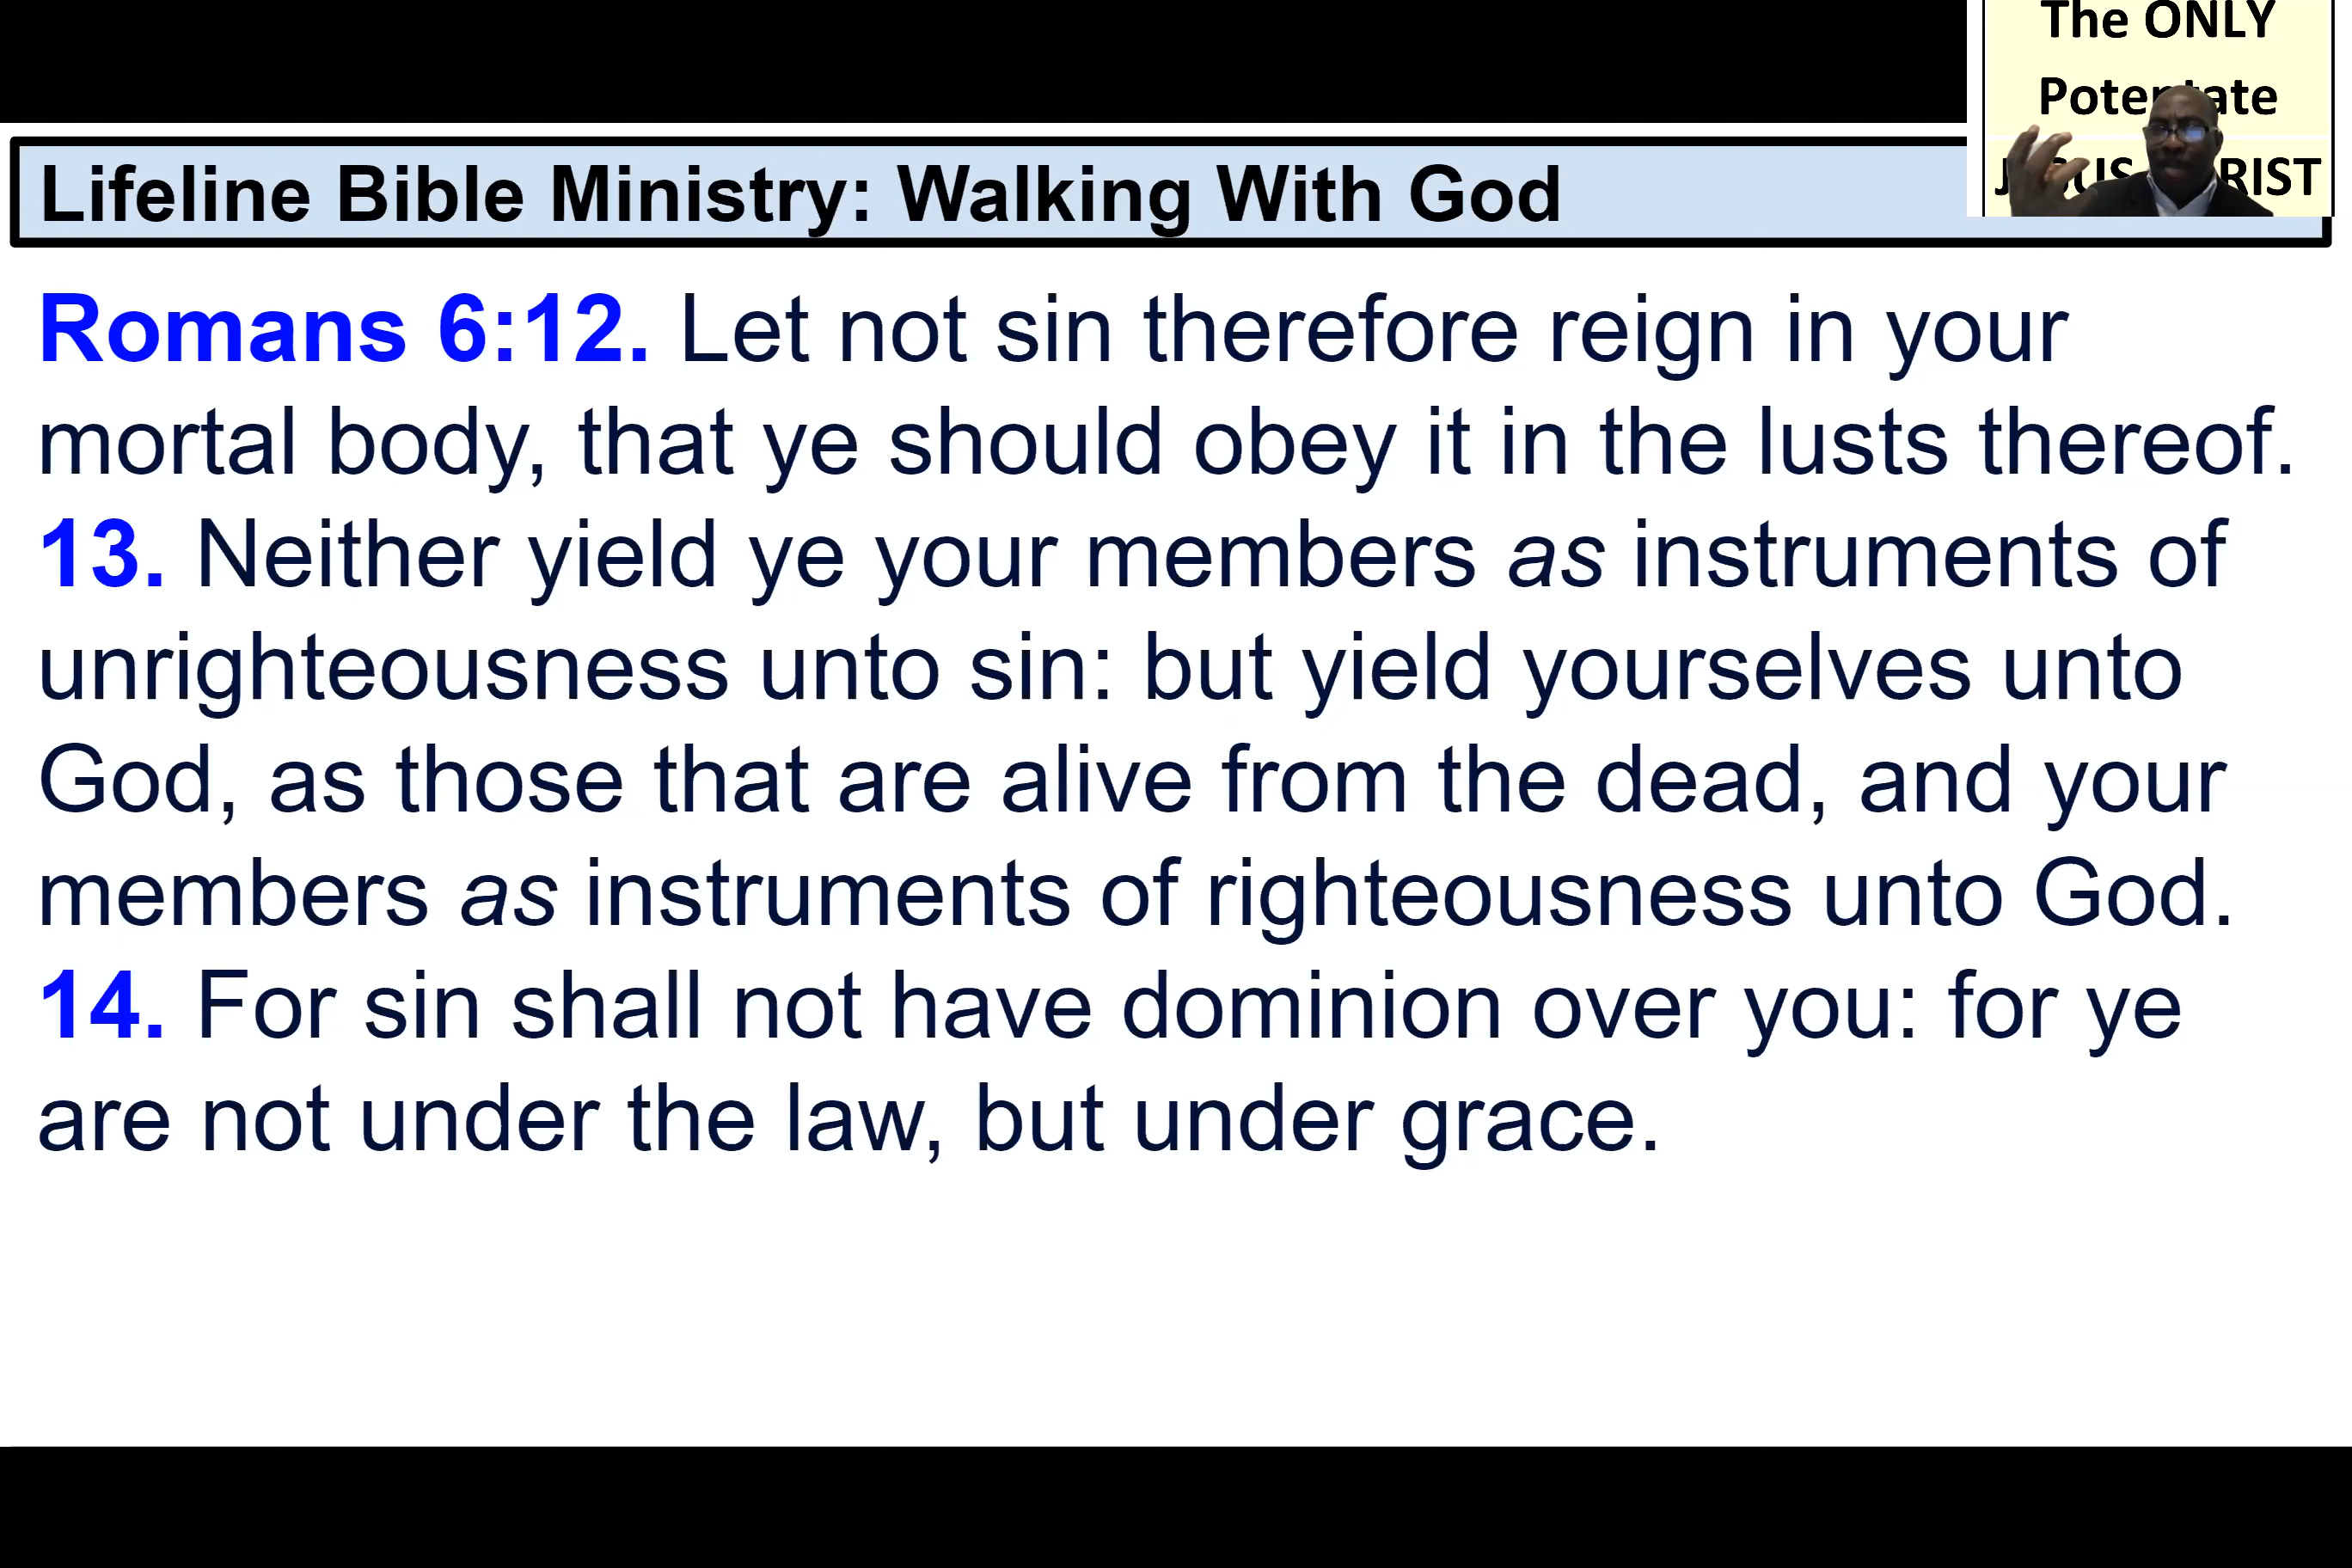 The ONLY
Lifeline Bible Ministry: Walking With God
Romans 6:12. Let not sin therefore reign in your
mortal body, that ye should obey it in the lusts thereof.
13. Neither yield ye your members as instruments of
unrighteousness unto sin: but yield yourselves unto
God, as those that are alive from the dead, and your
members as instruments of righteousness unto God.
14. For sin shall not have dominion over you: for ye
are not under the law, but under grace.